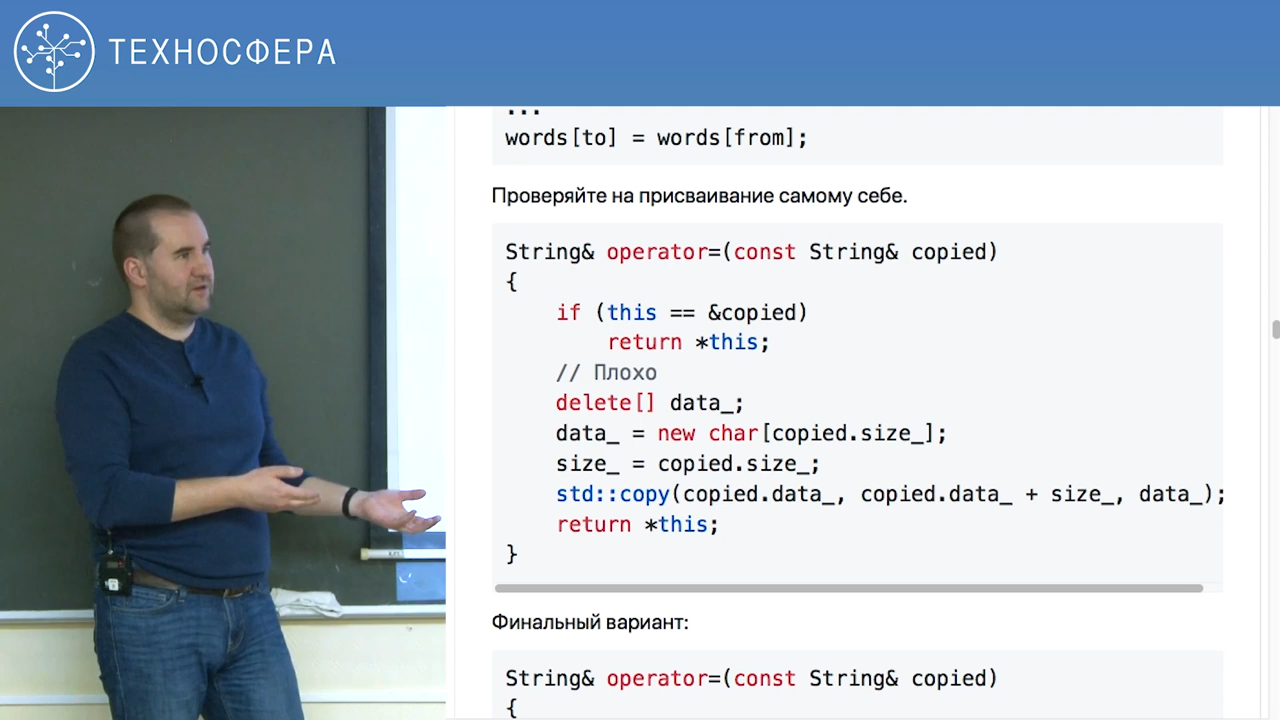 ТЕХНОСФЕРА
...
words[to] = words[from];
Проверяйте на присваивание самому себе.
String& operator=(const String& copied)
{
    if (this == &copied)
        return *this;
    // Плохо
    delete[] data_;
    data_ = new char[copied.size_];
    size_ = copied.size_;
    std::copy(copied.data_, copied.data_ + size_, data_);
    return *this;
}
Финальный вариант:
String& operator=(const String& copied)
{